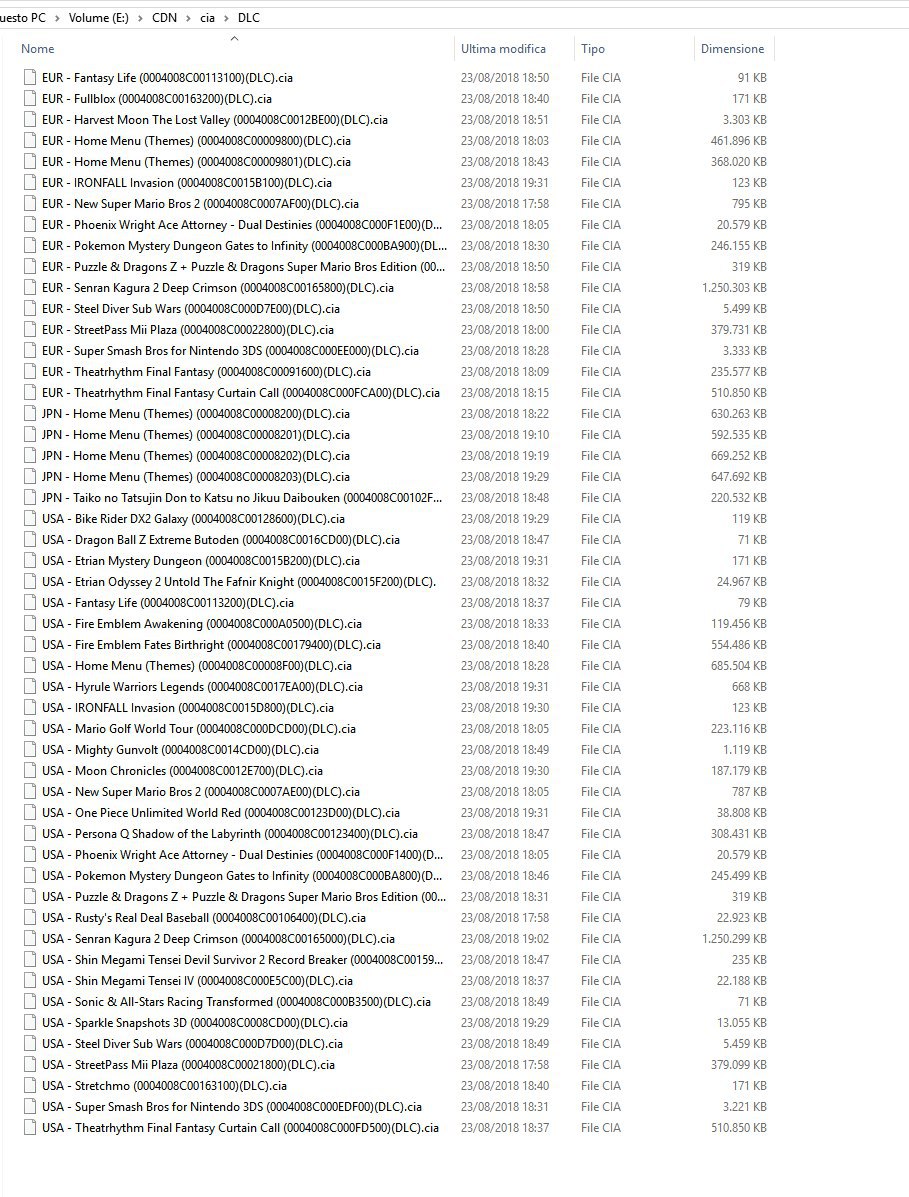 uesto PC > Volume (E:) > CDN > cia > DLC
Nome Ultima modifica Tipo Dimensione
EUR - Fantasy Life (0004008C00113100)(DLC).cia 23/08/2018 18:50 File CIA 91 KB
EUR - Fullblox (0004008C00163200)(DLC).cia 23/08/2018 18:40 File CIA 171 KB
EUR - Harvest Moon The Lost Valley (0004008C0012BE00)(DLC).cia 23/08/2018 18:51 File CIA 3.303 KB
EUR - Home Menu (Themes) (0004008C00009800)(DLC).cia 23/08/2018 18:03 File CIA 461.896 KB
EUR - Home Menu (Themes) (0004008C00009801)(DLC).cia 23/08/2018 18:43 File CIA 368.020 KB
EUR - IRONFALL Invasion (0004008C0015B100)(DLC).cia 23/08/2018 19:31 File CIA 123 KB
EUR - New Super Mario Bros 2 (0004008C0007AF00)(DLC).cia 23/08/2018 17:58 File CIA 795 KB
EUR - Phoenix Wright Ace Attorney - Dual Destinies (0004008C000F1E00)(D... 23/08/2018 18:05 File CIA 20.579 KB
EUR - Pokemon Mystery Dungeon Gates to Infinity (0004008C000BA900)(DL... 23/08/2018 18:30 File CIA 246.155 KB
EUR - Puzzle & Dragons Z + Puzzle & Dragons Super Mario Bros Edition (00... 23/08/2018 18:50 File CIA 319 KB
EUR - Senran Kagura 2 Deep Crimson (0004008C00165800)(DLC).cia 23/08/2018 18:58 File CIA 1.250.303 KB
EUR - Steel Diver Sub Wars (0004008C000D7E00)(DLC).cia 23/08/2018 18:50 File CIA 5.499 KB
EUR - StreetPass Mii Plaza (0004008C00022800)(DLC).cia 23/08/2018 18:00 File CIA 379.731 KB
EUR - Super Smash Bros for Nintendo 3DS (0004008C000EE000)(DLC).cia 23/08/2018 18:28 File CIA 3.333 KB
EUR - Theatrhythm Final Fantasy (0004008C00091600)(DLC).cia 23/08/2018 18:09 File CIA 235.577 KB
EUR - Theatrhythm Final Fantasy Curtain Call (0004008C000FCA00)(DLC).cia 23/08/2018 18:15 File CIA 510.850 KB
JPN - Home Menu (Themes) (0004008C00008200)(DLC).cia 23/08/2018 18:22 File CIA 630.263 KB
JPN - Home Menu (Themes) (0004008C00008201)(DLC).cia 23/08/2018 19:10 File CIA 592.535 KB
JPN - Home Menu (Themes) (0004008C00008202)(DLC).cia 23/08/2018 19:19 File CIA 669.252 KB
JPN - Home Menu (Themes) (0004008C00008203)(DLC).cia 23/08/2018 19:29 File CIA 647.692 KB
JPN - Taiko no Tatsujin Don to Katsu no Jikuu Daibouken (0004008C00102F... 23/08/2018 18:48 File CIA 220.532 KB
USA - Bike Rider DX2 Galaxy (0004008C00128600)(DLC).cia 23/08/2018 19:29 File CIA 119 KB
USA - Dragon Ball Z Extreme Butoden (0004008C0016CD00)(DLC).cia 23/08/2018 18:47 File CIA 71 KB
USA - Etrian Mystery Dungeon (0004008C0015B200)(DLC).cia 23/08/2018 19:31 File CIA 171 KB
USA - Etrian Odyssey 2 Untold The Fafnir Knight (0004008C0015F200)(DLC). 23/08/2018 18:32 File CIA 24.967 KB
USA - Fantasy Life (0004008C00113200)(DLC).cia 23/08/2018 18:37 File CIA 79 KB
USA - Fire Emblem Awakening (0004008C000A0500)(DLC).cia 23/08/2018 18:33 File CIA 119.456 KB
USA - Fire Emblem Fates Birthright (0004008C00179400)(DLC).cia 23/08/2018 18:40 File CIA 554.486 KB
USA - Home Menu (Themes) (0004008C00008F00)(DLC).cia 23/08/2018 18:28 File CIA 685.504 KB
USA - Hyrule Warriors Legends (0004008C0017EA00)(DLC).cia 23/08/2018 19:31 File CIA 668 KB
USA - IRONFALL Invasion (0004008C0015D800)(DLC).cia 23/08/2018 19:30 File CIA 123 KB
USA - Mario Golf World Tour (0004008C000DCD00)(DLC).cia 23/08/2018 18:05 File CIA 223.116 KB
USA - Mighty Gunvolt (0004008C0014CD00)(DLC).cia 23/08/2018 18:49 File CIA 1.119 KB
USA - Moon Chronicles (0004008C0012E700)(DLC).cia 23/08/2018 19:30 File CIA 187.179 KB
USA - New Super Mario Bros 2 (0004008C0007AE00)(DLC).cia 23/08/2018 18:05 File CIA 787 KB
USA - One Piece Unlimited World Red (0004008C00123D00)(DLC).cia 23/08/2018 19:31 File CIA 38.808 KB
USA - Persona Q Shadow of the Labyrinth (0004008C00123400)(DLC).cia 23/08/2018 18:47 File CIA 308.431 KB
USA - Phoenix Wright Ace Attorney - Dual Destinies (0004008C000F1400)(D... 23/08/2018 18:05 File CIA 20.579 KB
USA - Pokemon Mystery Dungeon Gates to Infinity (0004008C000BA800)(D... 23/08/2018 18:46 File CIA 245.499 KB
USA - Puzzle & Dragons Z + Puzzle & Dragons Super Mario Bros Edition (00... 23/08/2018 18:31 File CIA 319 KB
USA - Rusty's Real Deal Baseball (0004008C00106400)(DLC).cia 23/08/2018 17:58 File CIA 22.923 KB
USA - Senran Kagura 2 Deep Crimson (0004008C00165000)(DLC).cia 23/08/2018 19:02 File CIA 1.250.299 KB
USA - Shin Megami Tensei Devil Survivor 2 Record Breaker (0004008C00159... 23/08/2018 18:47 File CIA 235 KB
USA - Shin Megami Tensei IV (0004008C000E5C00)(DLC).cia 23/08/2018 18:37 File CIA 22.188 KB
USA - Sonic & All-Stars Racing Transformed (0004008C000B3500)(DLC).cia 23/08/2018 18:49 File CIA 71 KB
USA - Sparkle Snapshots 3D (0004008C0008CD00)(DLC).cia 23/08/2018 19:29 File CIA 13.055 KB
USA - Steel Diver Sub Wars (0004008C000D7D00)(DLC).cia 23/08/2018 18:49 File CIA 5.459 KB
USA - StreetPass Mii Plaza (0004008C00021800)(DLC).cia 23/08/2018 17:58 File CIA 379.099 KB
USA - Stretchmo (0004008C00163100)(DLC).cia 23/08/2018 18:40 File CIA 171 KB
USA - Super Smash Bros for Nintendo 3DS (0004008C000EDF00)(DLC).cia 23/08/2018 18:31 File CIA 3.221 KB
USA - Theatrhythm Final Fantasy Curtain Call (0004008C000FD500)(DLC).cia 23/08/2018 18:37 File CIA 510.850 KB